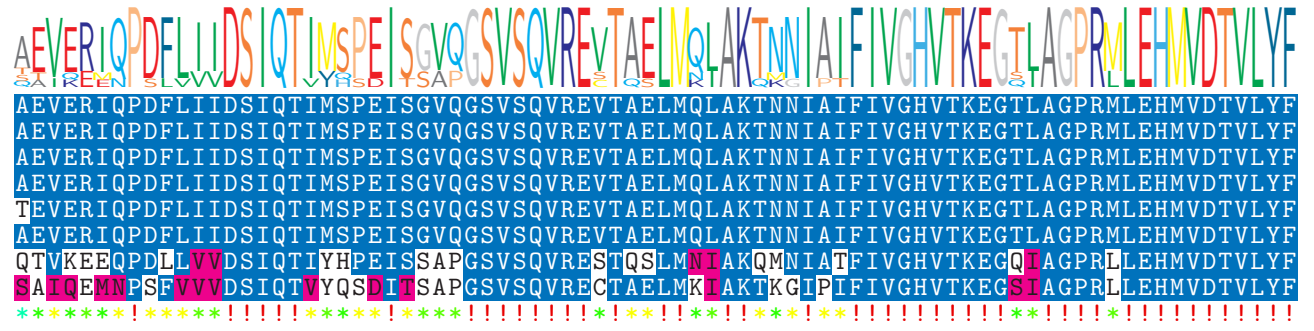 AEVERIQPDFLIIDSIQTIMSPEISGVQGSVSQVREVTAELMQLAKTNNIAIFIVGHVTKEGTLAGPRMLEHMVDTVLYF
AEVERIQPDFLIIDSIQTIMSPEISGVQGSVSQVREVTAELMQLAKTNNIAIFIVGHVTKEGTLAGPRMLEHMVDTVLYF
AEVERIQPDFLIIDSIQTIMSPEISGVQGSVSQVREVTAELMQLAKTNNIAIFIVGHVTKEGTLAGPRMLEHMVDTVLYF
AEVERIQPDFLIIDSIQTIMSPEISGVQGSVSQVREVTAELMQLAKTNNIAIFIVGHVTKEGTLAGPRMLEHMVDTVLYF
AEVERIQPDFLIIDSIQTIMSPEISGVQGSVSQVREVTAELMQLAKTNNIAIFIVGHVTKEGTLAGPRMLEHMVDTVLYF
TEVERIQPDFLIIDSIQTIMSPEISGVQGSVSQVREVTAELMQLAKTNNIAIFIVGHVTKEGTLAGPRMLEHMVDTVLYF
AEVERIQPDFLIIDSIQTIMSPEISGVQGSVSQVREVTAELMQLAKTNNIAIFIVGHVTKEGTLAGPRMLEHMVDTVLYF
QTVKEEQPDLLVVDSIQTIYHPEISSAPGSVSQVRESTQSLMNIAKQMNIATFIVGHVTKEGQIAGPRLLEHMVDTVLYF
SAIQEMNPSFVVVDSIQTVYQSDITSAPGSVSQVRECTAELMKIAKTKGIPIFIVGHVTKEGSIAGPRLLEHMVDTVLYF
*******!*****!!!!!*****!****!!!!!!!!*!**!!**!!***!**!!!!!!!!!!**!!!!*!!!!!!!!!!!